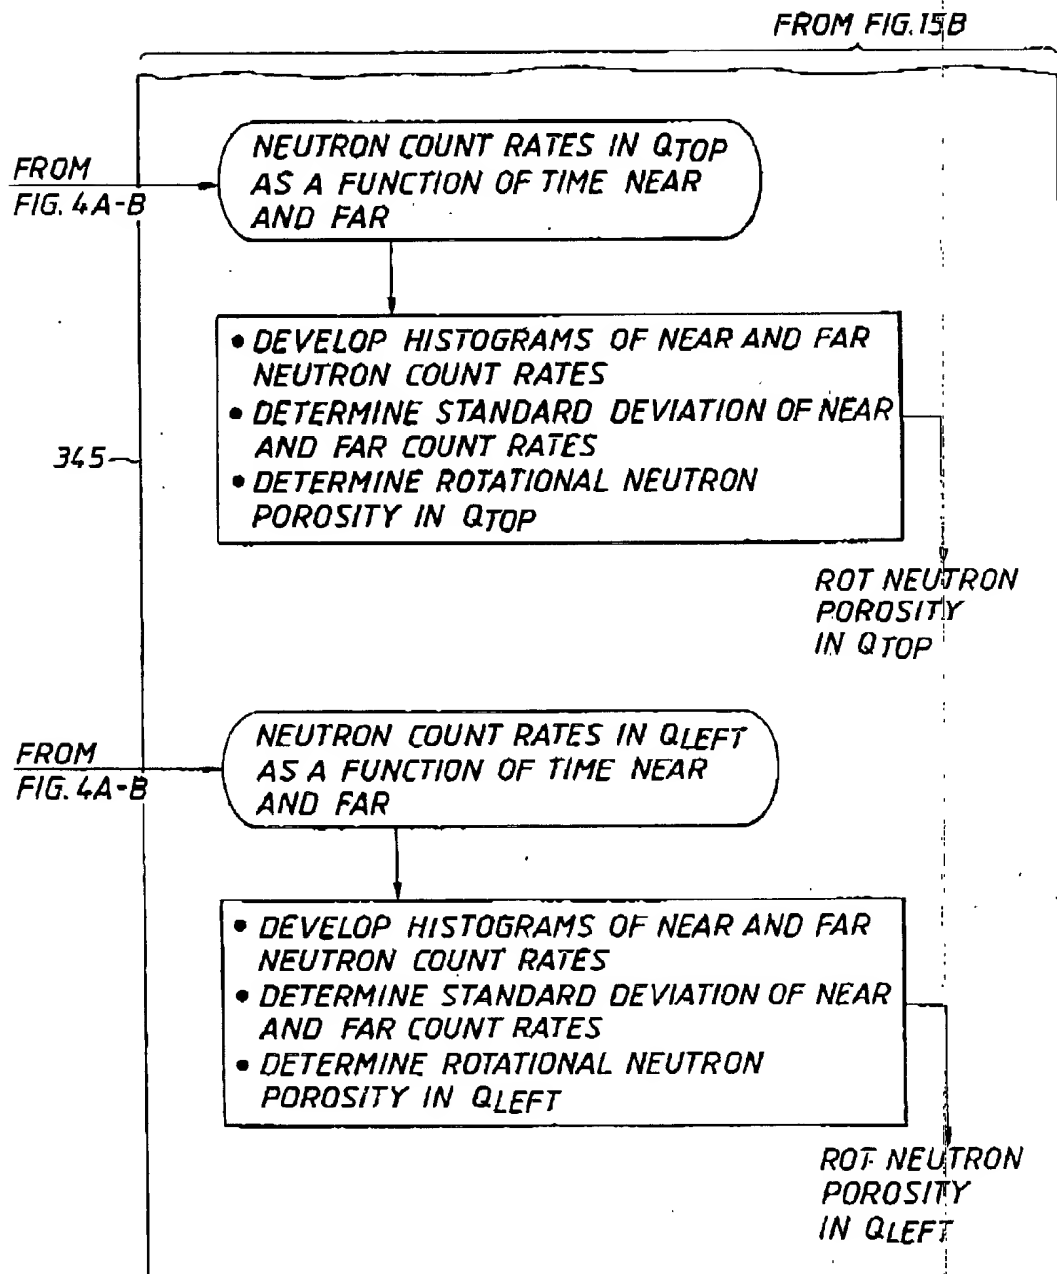 FROM FIG. 15B
NEUTRON COUNT RATES IN QTOP
AS A FUNCTION OF TIME NEAR
AND FAR
FROM
FIG. 4A-B
• DEVELOP HISTOGRAMS OF NEAR AND FAR
NEUTRON COUNT RATES
• DETERMINE STANDARD DEVIATION OF NEAR
AND FAR COUNT RATES
• DETERMINE ROTATIONAL NEUTRON
POROSITY IN QTOP
345
ROT NEUTRON
POROSITY
IN QTOP
NEUTRON COUNT RATES IN QLEFT
AS A FUNCTION OF TIME NEAR
AND FAR
FROM
FIG. 4A-B
• DEVELOP HISTOGRAMS OF NEAR AND FAR
NEUTRON COUNT RATES
• DETERMINE STANDARD DEVIATION OF NEAR
AND FAR COUNT RATES
• DETERMINE ROTATIONAL NEUTRON
POROSITY IN QLEFT
ROT NEUTRON
POROSITY
IN QLEFT